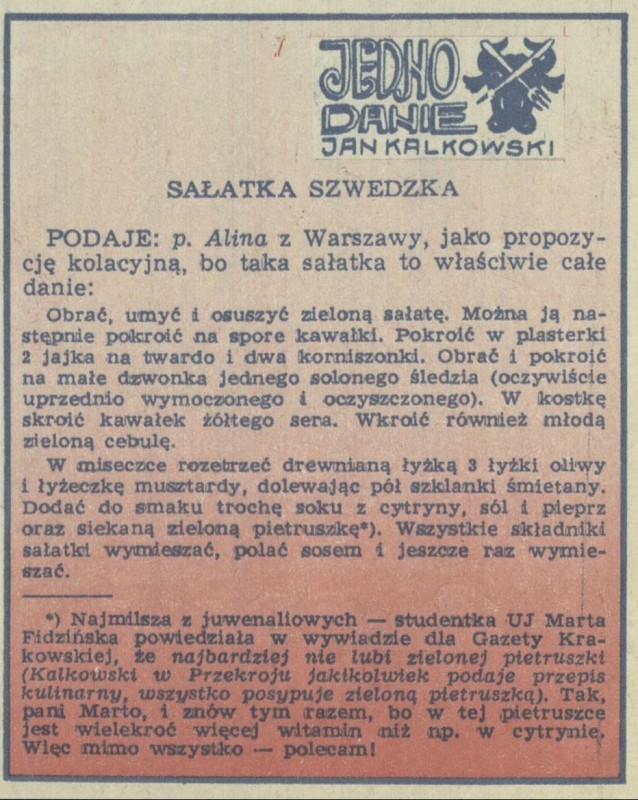 JEDNO
DANIE
JAN KALKOWSKI
SAŁATKA SZWEDZKA
PODAJE: p. Alina z Warszawy, jako propozy-
cję kolacyjną, bo taka sałatka to właściwie całe
danie:
Obrać, umyć i osuszyć zieloną sałatę. Można ją na-
stępnie pokroić na spore kawałki. Pokroić w plasterki
2 jajka na twardo i dwa korniszonki. Obrać i pokroić
na małe dzwonka jednego solonego śledzia (oczywiście
uprzednio wymoczonego i oczyszczonego). W kostkę
skroić kawałek żółtego sera. Wkroić również młodą
zieloną cebulę.
W miseczce rozetrzeć drewnianą łyżką 3 łyżki oliwy
i łyżeczkę musztardy, dolewając pół szklanki śmietany.
Dodać do smaku trochę soku z cytryny, sól i pieprz
oraz siekaną zieloną pietruszkę*). Wszystkie składniki
sałatki wymieszać, polać sosem i jeszcze raz wymie-
szać.
*) Najmilsza z juwenaliowych — studentka UJ Marta
Fidzińska powiedziała w wywiadzie dla Gazety Kra-
kowskiej, że najbardziej nie lubi zielonej pietruszki
(Kalkowski w Przekroju jakikolwiek podaje przepis
kulinarny, wszystko posypuje zieloną pietruszką). Tak,
pani Marto, i znów tym razem, bo w tej pietruszce
jest wielekroć więcej witamin niż np. w cytrynie.
Więc mimo wszystko — polecam!